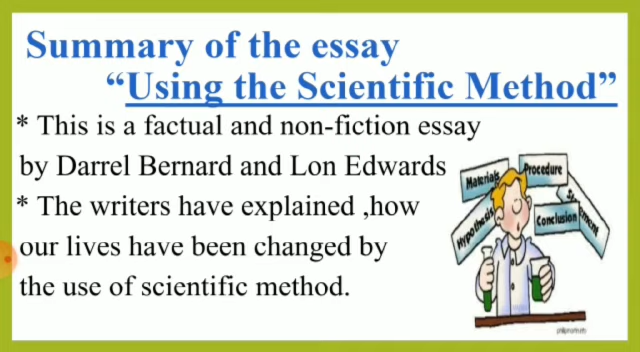 Summary of the essay
“Using the Scientific Method”
* This is a factual and non-fiction essay
by Darrel Bernard and Lon Edwards
* The writers have explained ,how
our lives have been changed by
the use of scientific method.
Materials
Procedure
Hypothesis
Conclusion